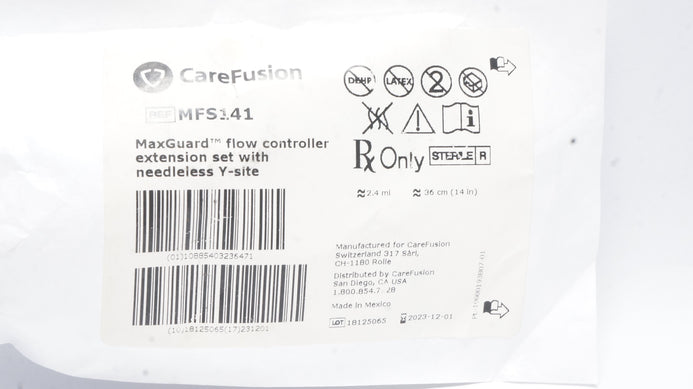 CareFusion
REF MFS141
MaxGuard™ flow controller
extension set with
needleless Y-site
(01)10885403236471
(10)18125065(17)231201
DEHP LATEX 2
i
Rx Only STERILE R
≈ 2.4 ml ≈ 36 cm (14 in)
Manufactured for CareFusion
Switzerland 317 Sàrl,
CH-1180 Rolle
Distributed by CareFusion
San Diego, CA USA
Made in Mexico
LOT 18125065 2023-12-01